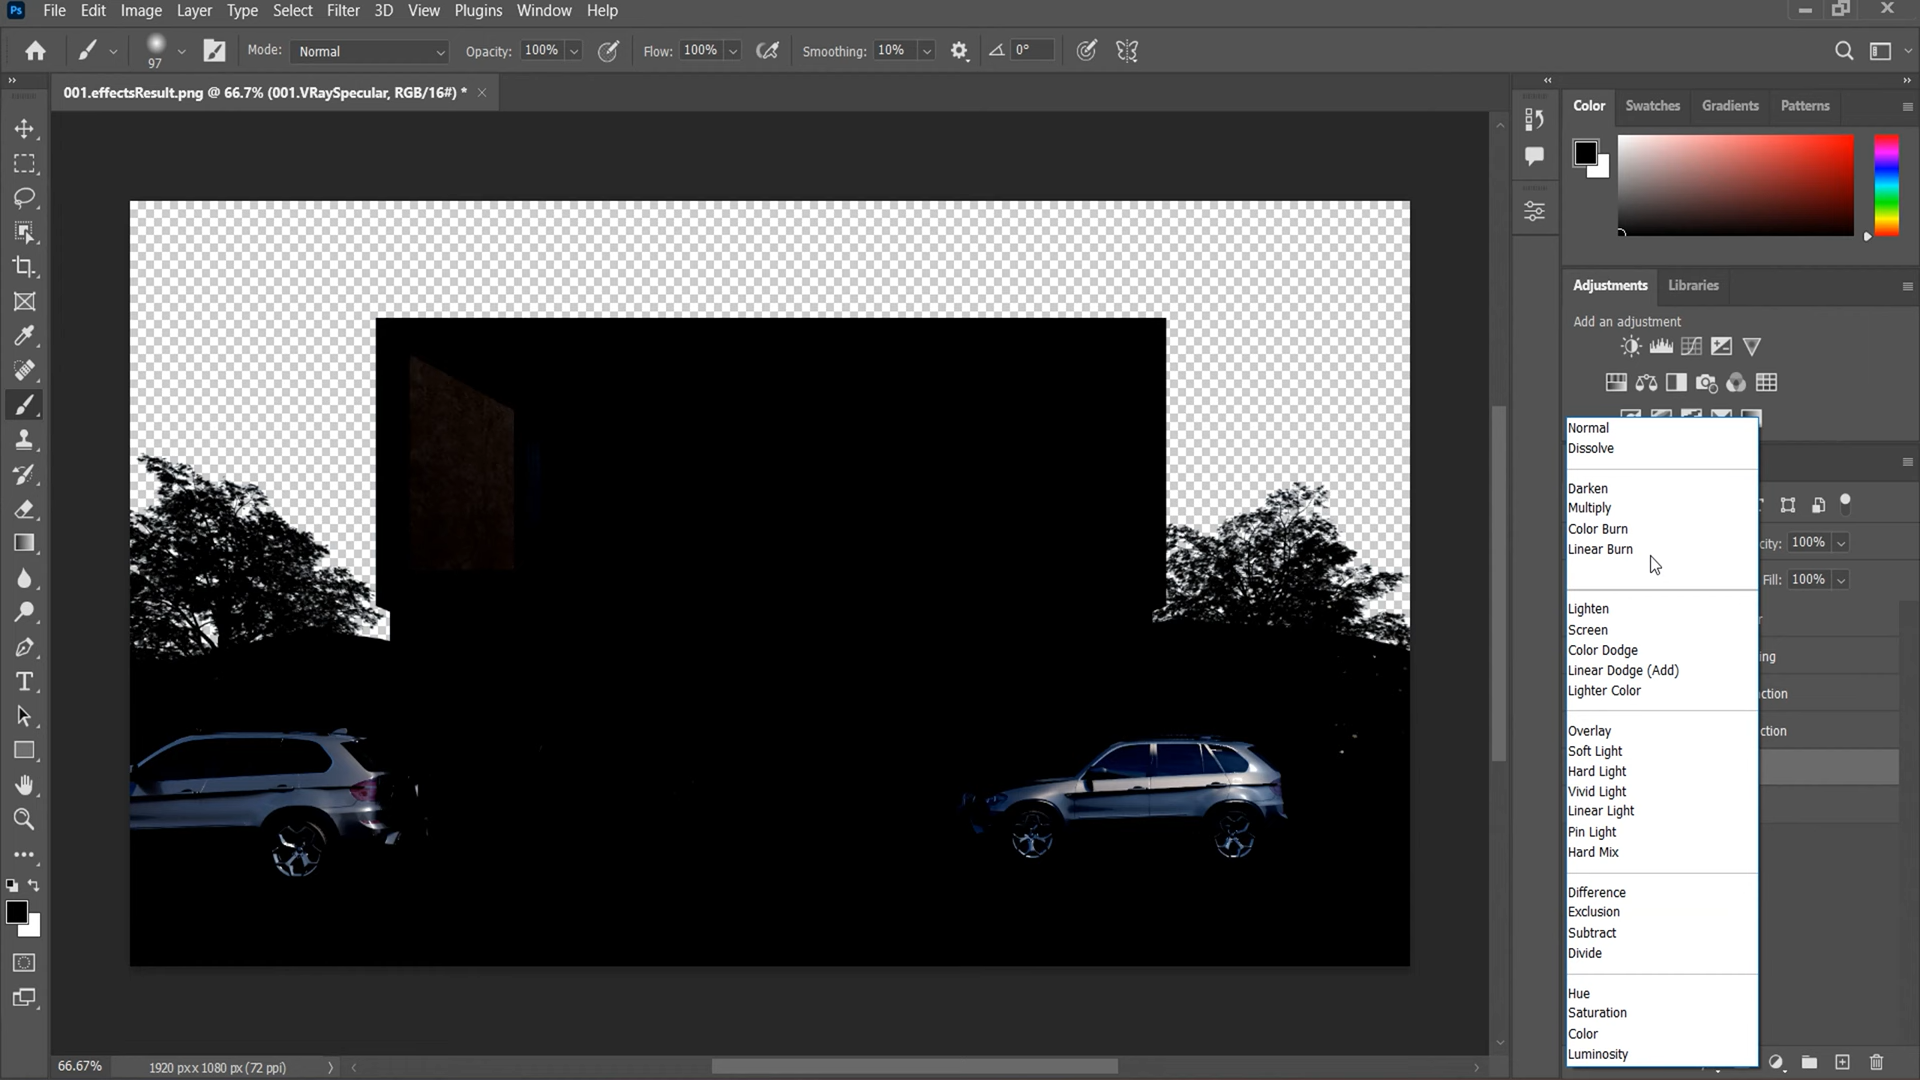 Ps File Edit Image Layer Type Select Filter 3D View Plugins Window Help
97 Mode: Normal Opacity: 100% Flow: 100% Smoothing: 10% 0°
001.effectsResult.png @ 66.7% (001.VRaySpecular, RGB/16#) *
Color Swatches Gradients Patterns
Adjustments Libraries
Add an adjustment
Normal
Dissolve
Darken
Multiply
Color Burn
Linear Burn
Lighten
Screen
Color Dodge
Linear Dodge (Add)
Lighter Color
Overlay
Soft Light
Hard Light
Vivid Light
Linear Light
Pin Light
Hard Mix
Difference
Exclusion
Subtract
Divide
Hue
Saturation
Color
Luminosity
city: 100%
Fill: 100%
ing
ction
ction
66.67% 1920 px x 1080 px (72 ppi)